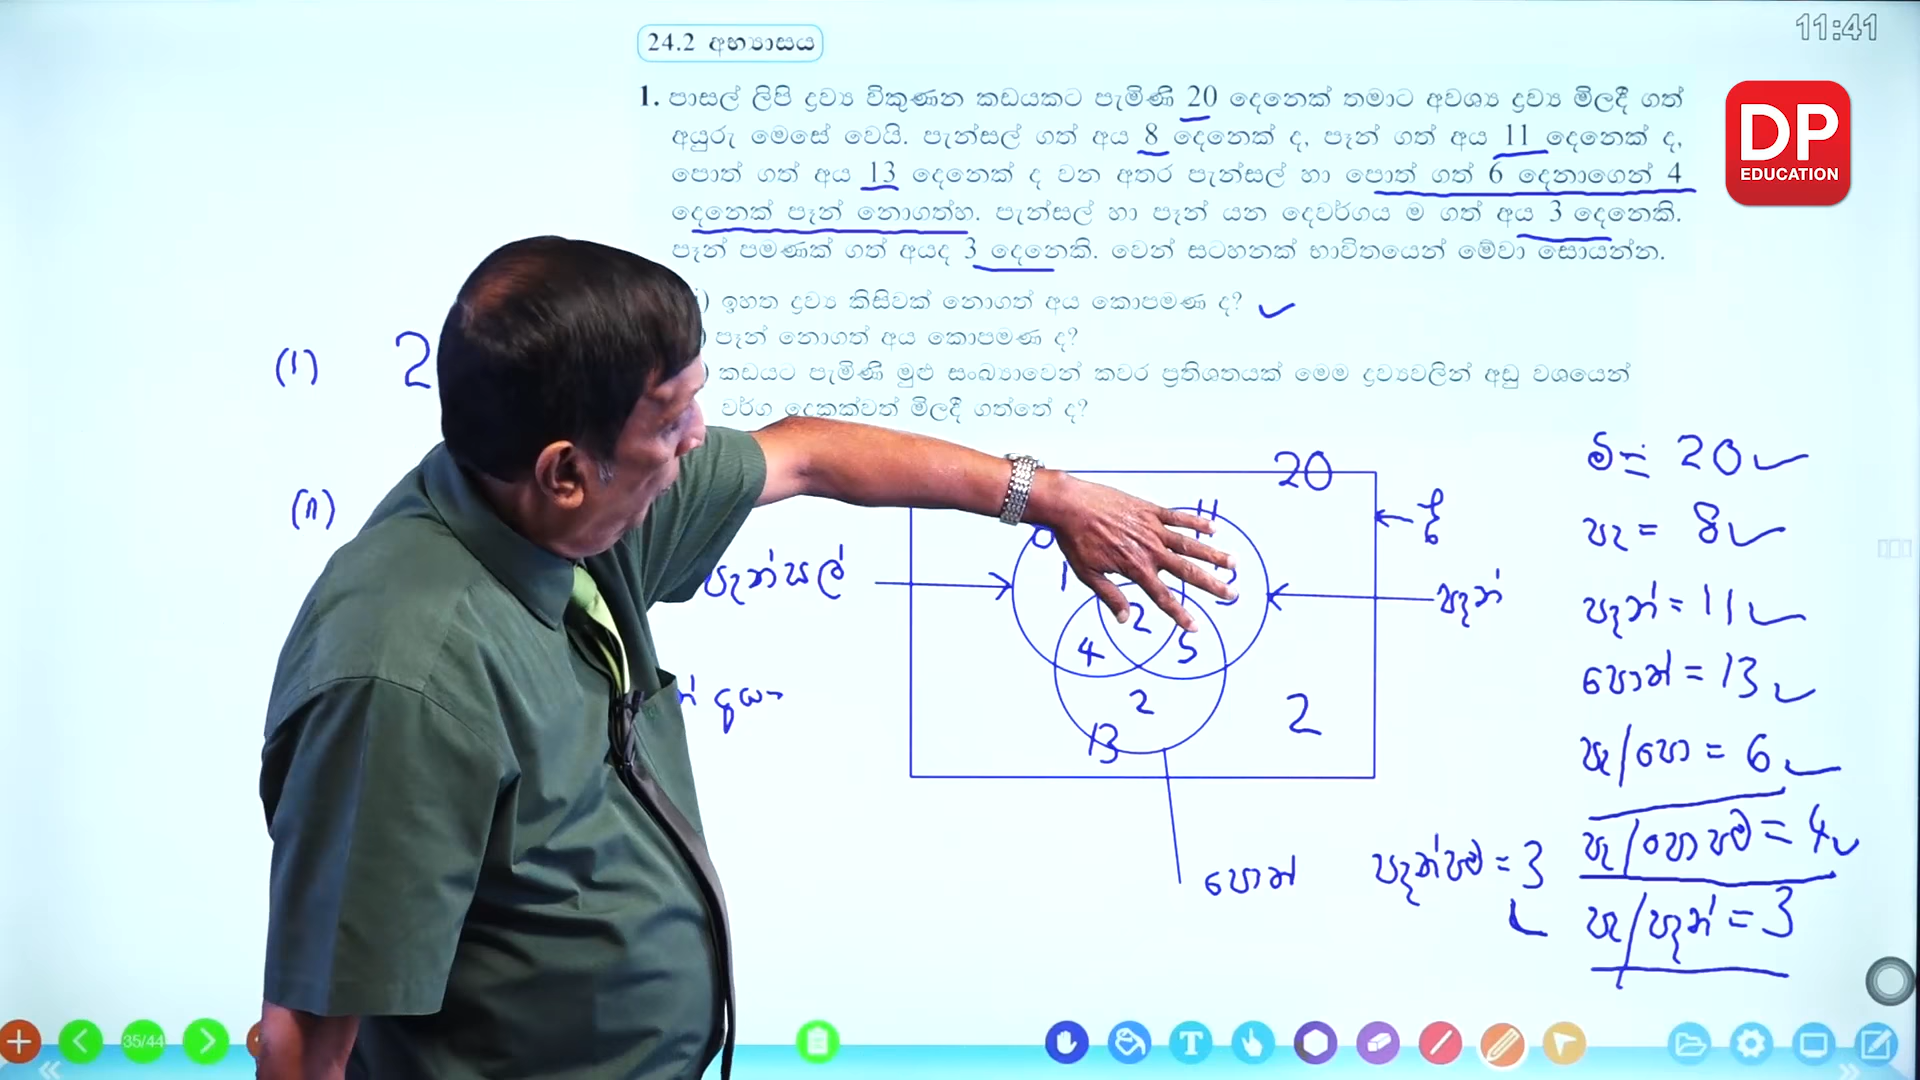 11:41
24.2 අභ්‍යාසය
DP
EDUCATION
1. පාසල් ලිපි ද්‍රව්‍ය විකුණන කඩයකට පැමිණි 20 දෙනෙක් තමාට අවශ්‍ය ද්‍රව්‍ය මිලදී ගත්
අයුරු මෙසේ වෙයි. පැන්සල් ගත් අය 8 දෙනෙක් ද, පෑන් ගත් අය 11 දෙනෙක් ද,
පොත් ගත් අය 13 දෙනෙක් ද වන අතර පැන්සල් හා පොත් ගත් 6 දෙනාගෙන් 4
දෙනෙක් පෑන් නොගත්හ. පැන්සල් හා පෑන් යන දෙවර්ගය ම ගත් අය 3 දෙනෙකි.
පෑන් පමණක් ගත් අයද 3 දෙනෙකි. වෙන් සටහනක් භාවිතයෙන් මේවා සොයන්න.
) ඉහත ද්‍රව්‍ය කිසිවක් නොගත් අය කොපමණ ද?
) පෑන් නොගත් අය කොපමණ ද?
) කඩයට පැමිණි මුළු සංඛ්‍යාවෙන් කවර ප්‍රතිශතයක් මෙම ද්‍රව්‍යවලින් අඩු වශයෙන්
වර්ග දෙකක්වත් මිලදී ගත්තේ ද?
(i) 2
(ii)
20
11
පැන්සල් 1 3 පෑන්
2
4 5
2 2
13
පොත්
= 20
පැ = 8
පෑන් = 11
පොත් = 13
පැ/පො = 6
පැ/පො පම = 4
පෑන් පම = 3
පැ/පෑන් = 3
35/44